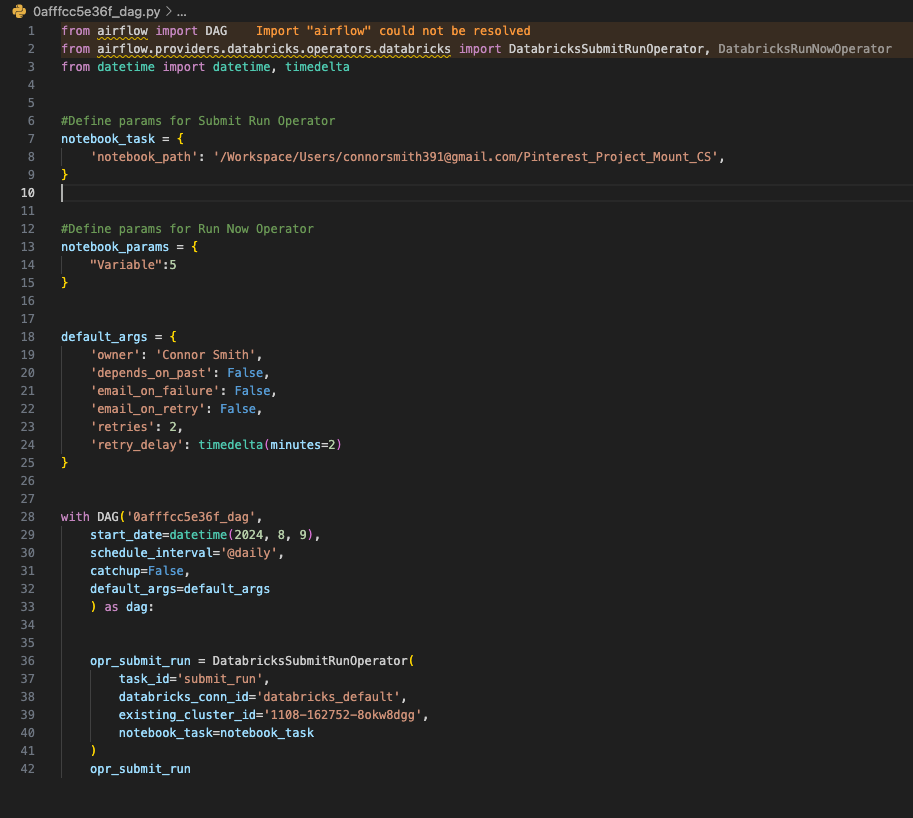 0afffcc5e36f_dag.py > ...
1 from airflow import DAG Import "airflow" could not be resolved
2 from airflow.providers.databricks.operators.databricks import DatabricksSubmitRunOperator, DatabricksRunNowOperator
3 from datetime import datetime, timedelta
4
5
6 #Define params for Submit Run Operator
7 notebook_task = {
8     'notebook_path': '/Workspace/Users/connorsmith391@gmail.com/Pinterest_Project_Mount_CS',
9 }
10
11
12 #Define params for Run Now Operator
13 notebook_params = {
14     "Variable":5
15 }
16
17
18 default_args = {
19     'owner': 'Connor Smith',
20     'depends_on_past': False,
21     'email_on_failure': False,
22     'email_on_retry': False,
23     'retries': 2,
24     'retry_delay': timedelta(minutes=2)
25 }
26
27
28 with DAG('0afffcc5e36f_dag',
29     start_date=datetime(2024, 8, 9),
30     schedule_interval='@daily',
31     catchup=False,
32     default_args=default_args
33     ) as dag:
34
35
36     opr_submit_run = DatabricksSubmitRunOperator(
37         task_id='submit_run',
38         databricks_conn_id='databricks_default',
39         existing_cluster_id='1108-162752-8okw8dgg',
40         notebook_task=notebook_task
41     )
42     opr_submit_run